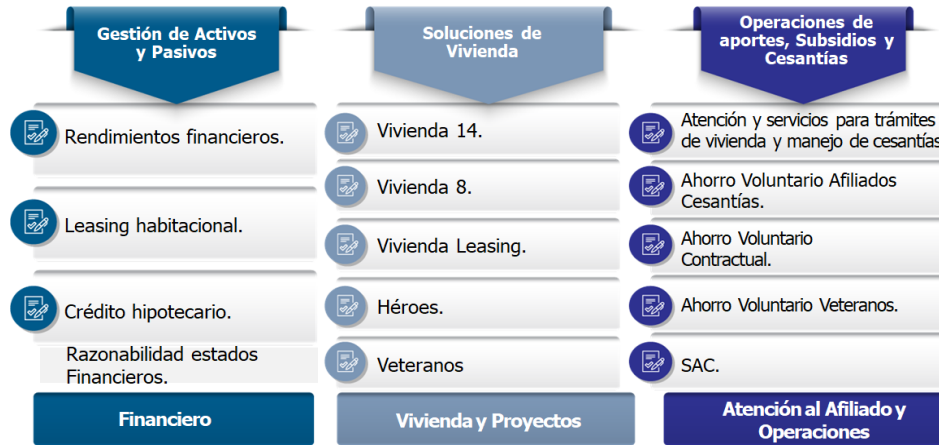 Gestión de Activos
y Pasivos
Rendimientos financieros.
Leasing habitacional.
Crédito hipotecario.
Razonabilidad estados
Financieros.
Financiero
Soluciones de
Vivienda
Vivienda 14.
Vivienda 8.
Vivienda Leasing.
Héroes.
Veteranos
Vivienda y Proyectos
Operaciones de
aportes, Subsidios y
Cesantías
Atención y servicios para trámites
de vivienda y manejo de cesantías
Ahorro Voluntario Afiliados
Cesantías.
Ahorro Voluntario
Contractual.
Ahorro Voluntario Veteranos.
SAC.
Atención al Afiliado y
Operaciones